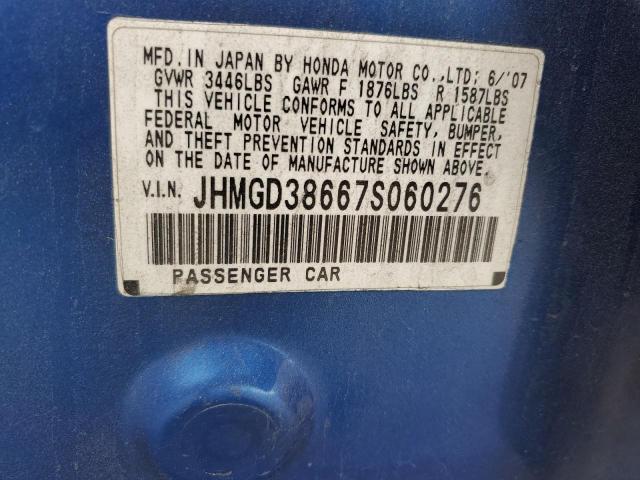 MFD.IN JAPAN BY HONDA MOTOR CO.,LTD: 6/'07
GVWR 3446LBS GAWR F 1876LBS R 1587LBS
THIS VEHICLE CONFORMS TO ALL APPLICABLE
FEDERAL MOTOR VEHICLE SAFETY, BUMPER,
AND THEFT PREVENTION STANDARDS IN EFFECT
ON THE DATE OF MANUFACTURE SHOWN ABOVE.
V.I.N. JHMGD38667S060276
PASSENGER CAR